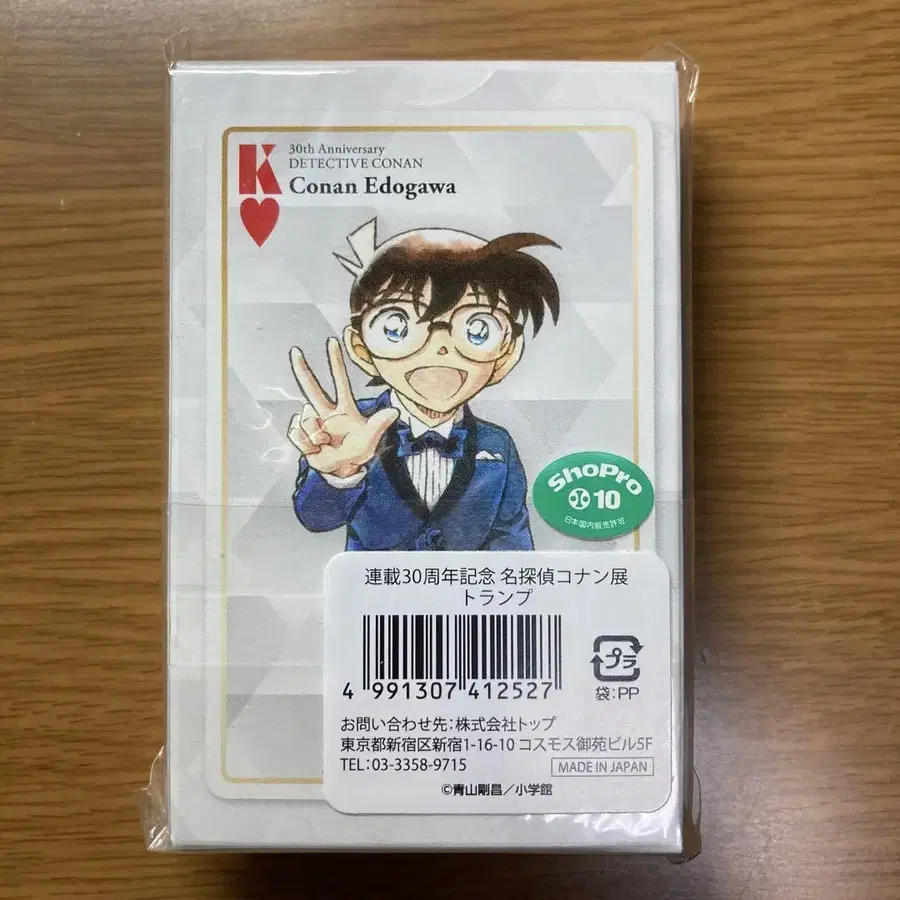 K
30th Anniversary
DETECTIVE CONAN
Conan Edogawa
ShoPro
10
日本国内販売許可
連載30周年記念 名探偵コナン展
トランプ
4 991307 412527
プラ
袋:PP
お問い合わせ先:株式会社トップ
東京都新宿区新宿1-16-10 コスモス御苑ビル5F
TEL:03-3358-9715
MADE IN JAPAN
©青山剛昌/小学館